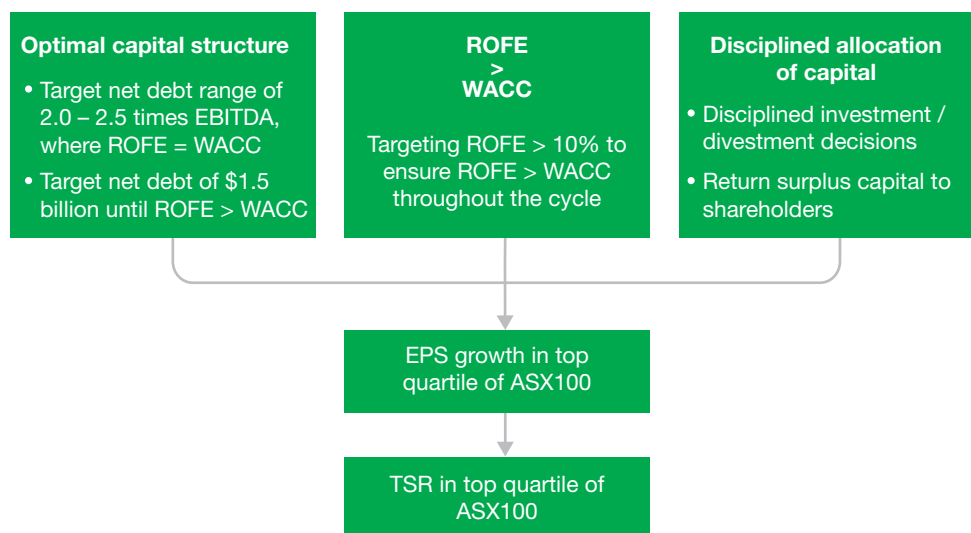 Optimal capital structure
• Target net debt range of
2.0 – 2.5 times EBITDA,
where ROFE = WACC
• Target net debt of $1.5
billion until ROFE > WACC
ROFE
>
WACC
Targeting ROFE > 10% to
ensure ROFE > WACC
throughout the cycle
Disciplined allocation
of capital
• Disciplined investment /
divestment decisions
• Return surplus capital to
shareholders
EPS growth in top
quartile of ASX100
TSR in top quartile of
ASX100